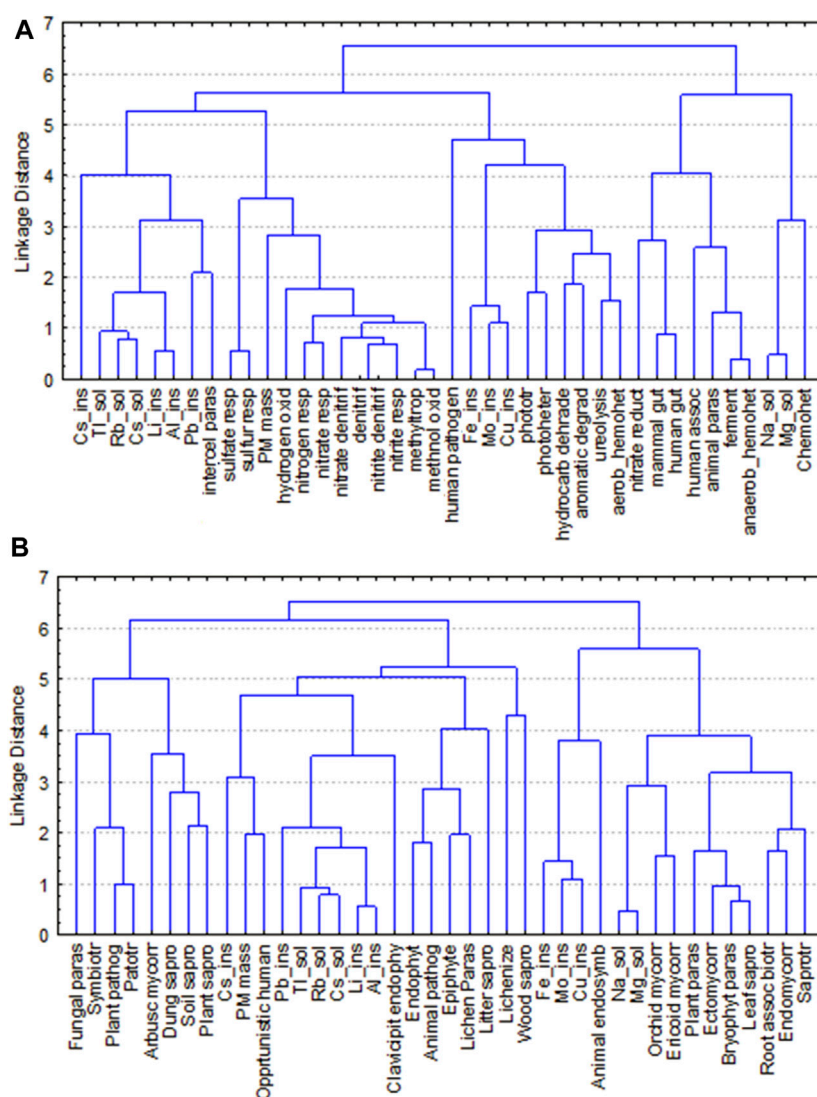 A
7
6
5
4
3
2
1
0
Linkage Distance
Cs_ins
Tl_sol
Rb_sol
Cs_sol
Li_ins
Al_ins
Pb_ins
intercel paras
sulfate resp
sulfur resp
PM mass
hydrogen oxid
nitrogen resp
nitrate resp
nitrate denitrif
denitrif
nitrite denitrif
nitrite resp
methyltrop
methnol oxid
human pathogen
Fe_ins
Mo_ins
Cu_ins
phototr
photoheter
hydrocarb dehrade
aromatic degrad
ureolysis
aerob_hemohet
nitrate reduct
mammal gut
human gut
human assoc
animal paras
ferment
anaerob_hemohet
Na_sol
Mg_sol
Chemohet
B
7
6
5
4
3
2
1
0
Linkage Distance
Fungal paras
Symbiotr
Plant pathog
Patotr
Arbusc mycorr
Dung sapro
Soil sapro
Plant sapro
Cs_ins
PM mass
Opprtunistic human
Pb_ins
Tl_sol
Rb_sol
Cs_sol
Li_ins
Al_ins
Clavicipit endophy
Endophyt
Animal pathog
Epiphyte
Lichen Paras
Litter sapro
Lichenize
Wood sapro
Fe_ins
Mo_ins
Cu_ins
Animal endosymb
Na_sol
Mg_sol
Orchid mycorr
Ericoid mycorr
Plant paras
Ectomycorr
Bryophyt paras
Leaf sapro
Root assoc biotr
Endomycorr
Saprotr